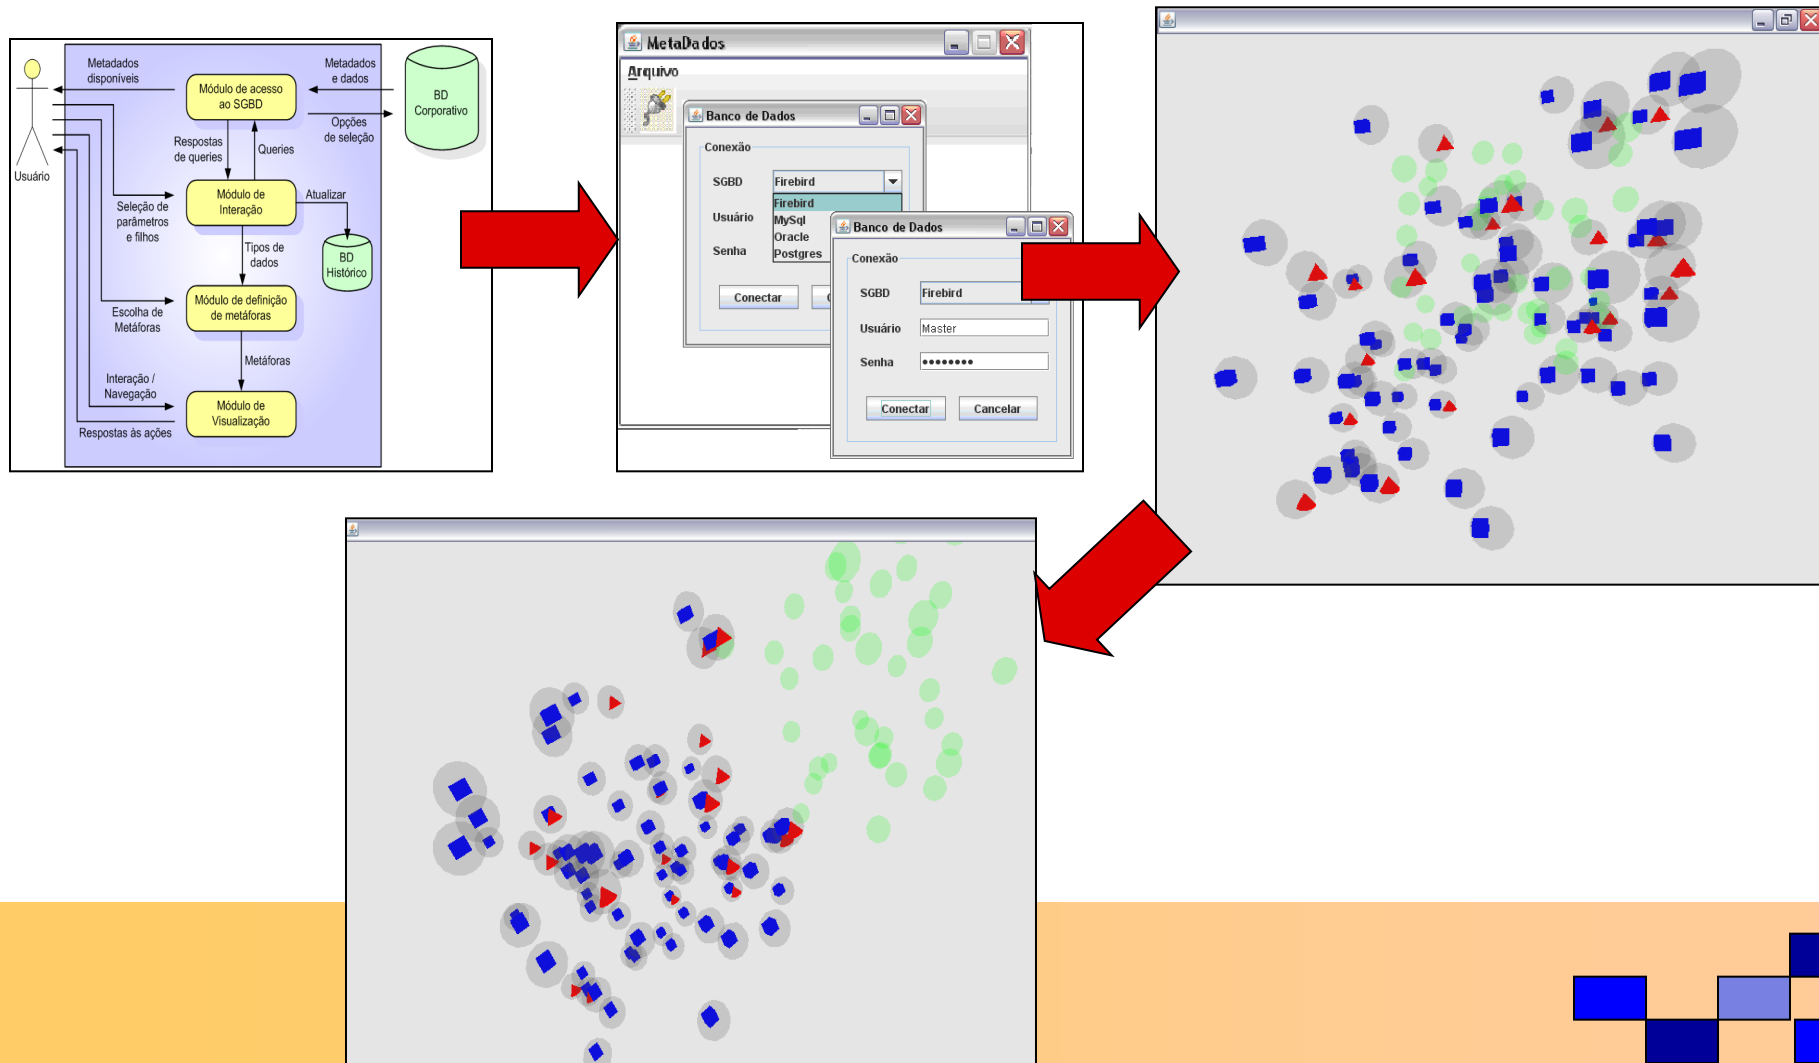 Metadados
disponíveis
Metadados
e dados
Módulo de acesso
ao SGBD
BD
Corporativo
Opções
de seleção
Respostas
de queries
Queries
Usuário
Seleção de
parâmetros
e filhos
Módulo de
Interação
Atualizar
BD
Histórico
Tipos de
dados
Escolha de
Metáforas
Módulo de definição
de metáforas
Metáforas
Interação /
Navegação
Módulo de
Visualização
Respostas às ações
MetaDados
Arquivo
Banco de Dados
Conexão
SGBD Firebird
Firebird
MySql
Oracle
Postgres
Usuário
Senha
Conectar
Banco de Dados
Conexão
SGBD Firebird
Usuário Master
Senha ••••••••
Conectar Cancelar